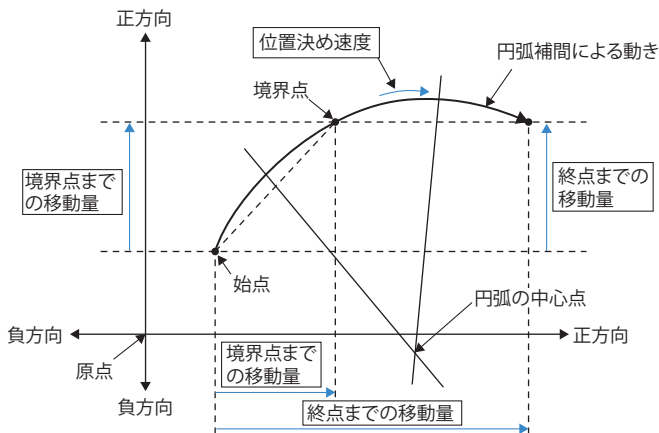 正方向
位置決め速度
円弧補間による動き
境界点
境界点まで
の移動量
終点までの
移動量
始点
円弧の中心点
負方向
正方向
原点
境界点まで
の移動量
負方向
終点までの移動量